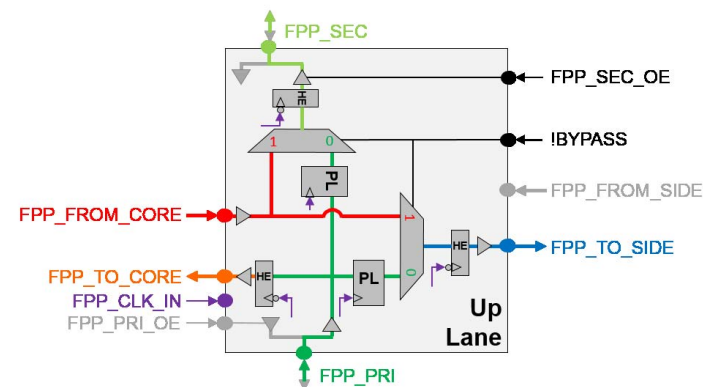 FPP_SEC
FPP_SEC_OE
HE
!BYPASS
1
0
PL
FPP_FROM_SIDE
FPP_FROM_CORE
1
HE
FPP_TO_SIDE
FPP_TO_CORE
HE
PL
0
FPP_CLK_IN
FPP_PRI_OE
Up
Lane
FPP_PRI